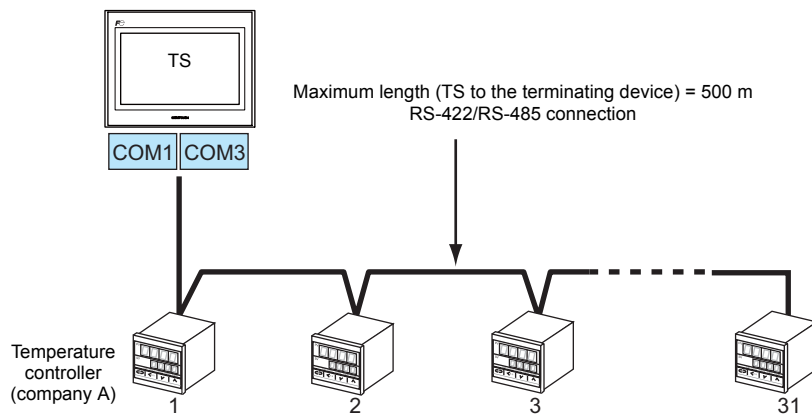 TS
Maximum length (TS to the terminating device) = 500 m
RS-422/RS-485 connection
COM1 COM3
Temperature
controller
(company A)
1 2 3 31